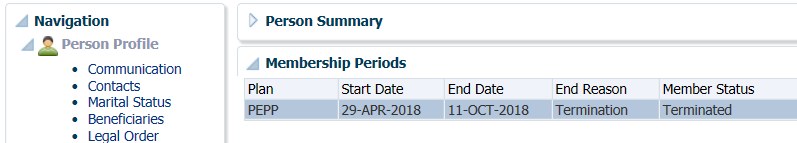 Navigation
Person Profile
Communication
Contacts
Marital Status
Beneficiaries
Legal Order
Person Summary
Membership Periods
Plan Start Date End Date End Reason Member Status
PEPP 29-APR-2018 11-OCT-2018 Termination Terminated